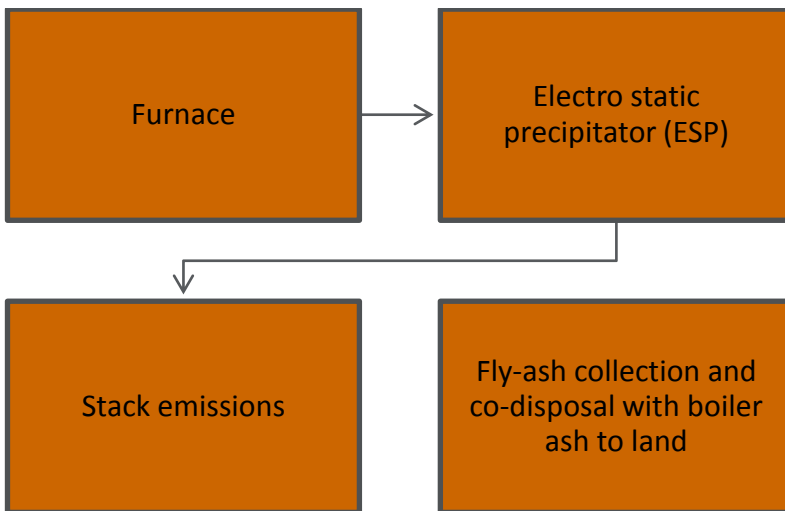 Furnace
Electro static
precipitator (ESP)
Stack emissions
Fly-ash collection and
co-disposal with boiler
ash to land